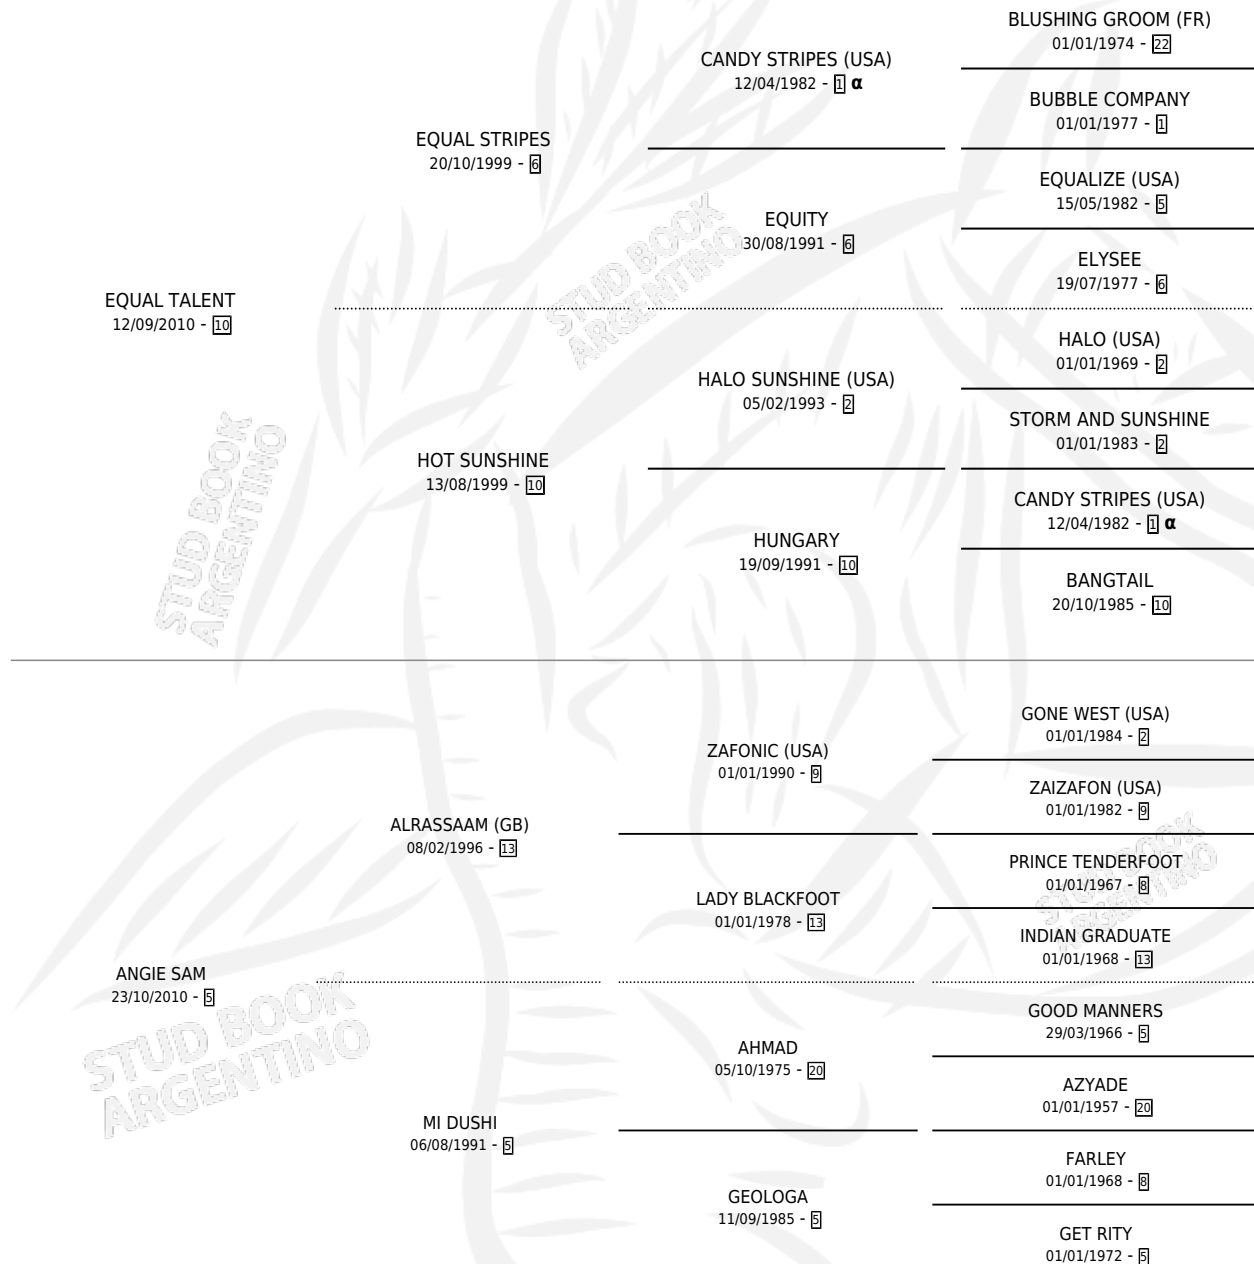 BLUSHING GROOM (FR)
01/01/1974 - 22
CANDY STRIPES (USA)
12/04/1982 - 1 α
BUBBLE COMPANY
01/01/1977 - 1
EQUAL STRIPES
20/10/1999 - 6
EQUALIZE (USA)
15/05/1982 - 5
EQUITY
30/08/1991 - 6
ELYSEE
19/07/1977 - 6
EQUAL TALENT
12/09/2010 - 10
HALO (USA)
01/01/1969 - 2
HALO SUNSHINE (USA)
05/02/1993 - 2
STORM AND SUNSHINE
01/01/1983 - 2
HOT SUNSHINE
13/08/1999 - 10
CANDY STRIPES (USA)
12/04/1982 - 1 α
HUNGARY
19/09/1991 - 10
BANGTAIL
20/10/1985 - 10
GONE WEST (USA)
01/01/1984 - 2
ZAFONIC (USA)
01/01/1990 - 9
ZAIZAFON (USA)
01/01/1982 - 9
ALRASSAAM (GB)
08/02/1996 - 13
PRINCE TENDERFOOT
01/01/1967 - 8
LADY BLACKFOOT
01/01/1978 - 13
INDIAN GRADUATE
01/01/1968 - 13
ANGIE SAM
23/10/2010 - 5
GOOD MANNERS
29/03/1966 - 5
AHMAD
05/10/1975 - 20
AZYADE
01/01/1957 - 20
MI DUSHI
06/08/1991 - 5
FARLEY
01/01/1968 - 8
GEOLOGA
11/09/1985 - 5
GET RITY
01/01/1972 - 5
STUD BOOK
ARGENTINO
STUD BOOK
ARGENTINO
STUD BOOK
ARGENTINO
STUD BOOK
ARGENTINO